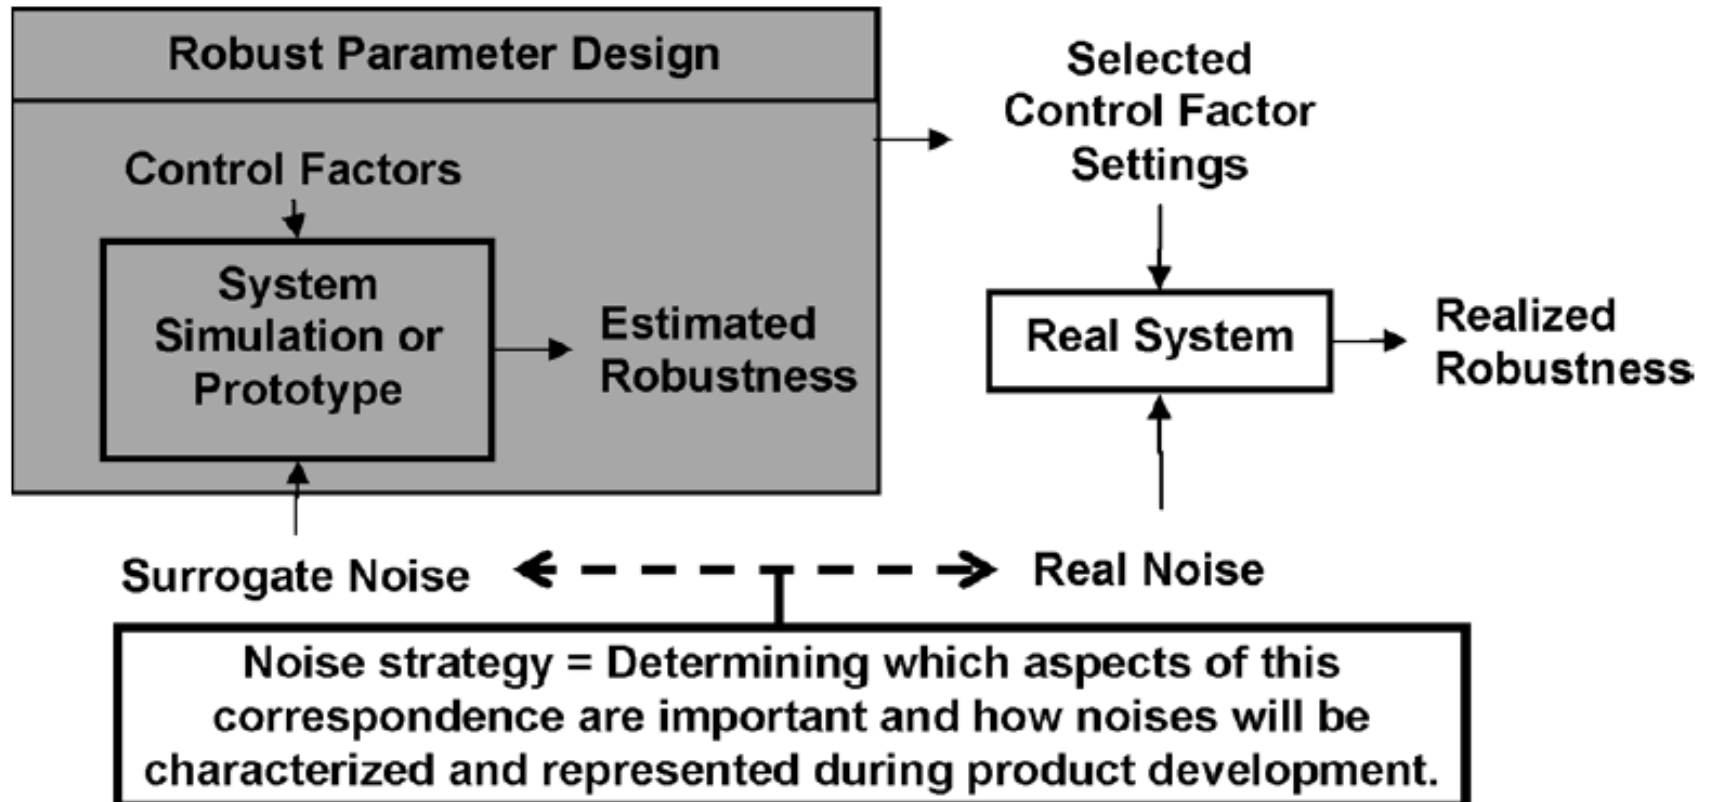 Robust Parameter Design
Control Factors
System
Simulation or
Prototype
Estimated
Robustness
Selected
Control Factor
Settings
Real System
Realized
Robustness
Surrogate Noise
Real Noise
Noise strategy = Determining which aspects of this
correspondence are important and how noises will be
characterized and represented during product development.